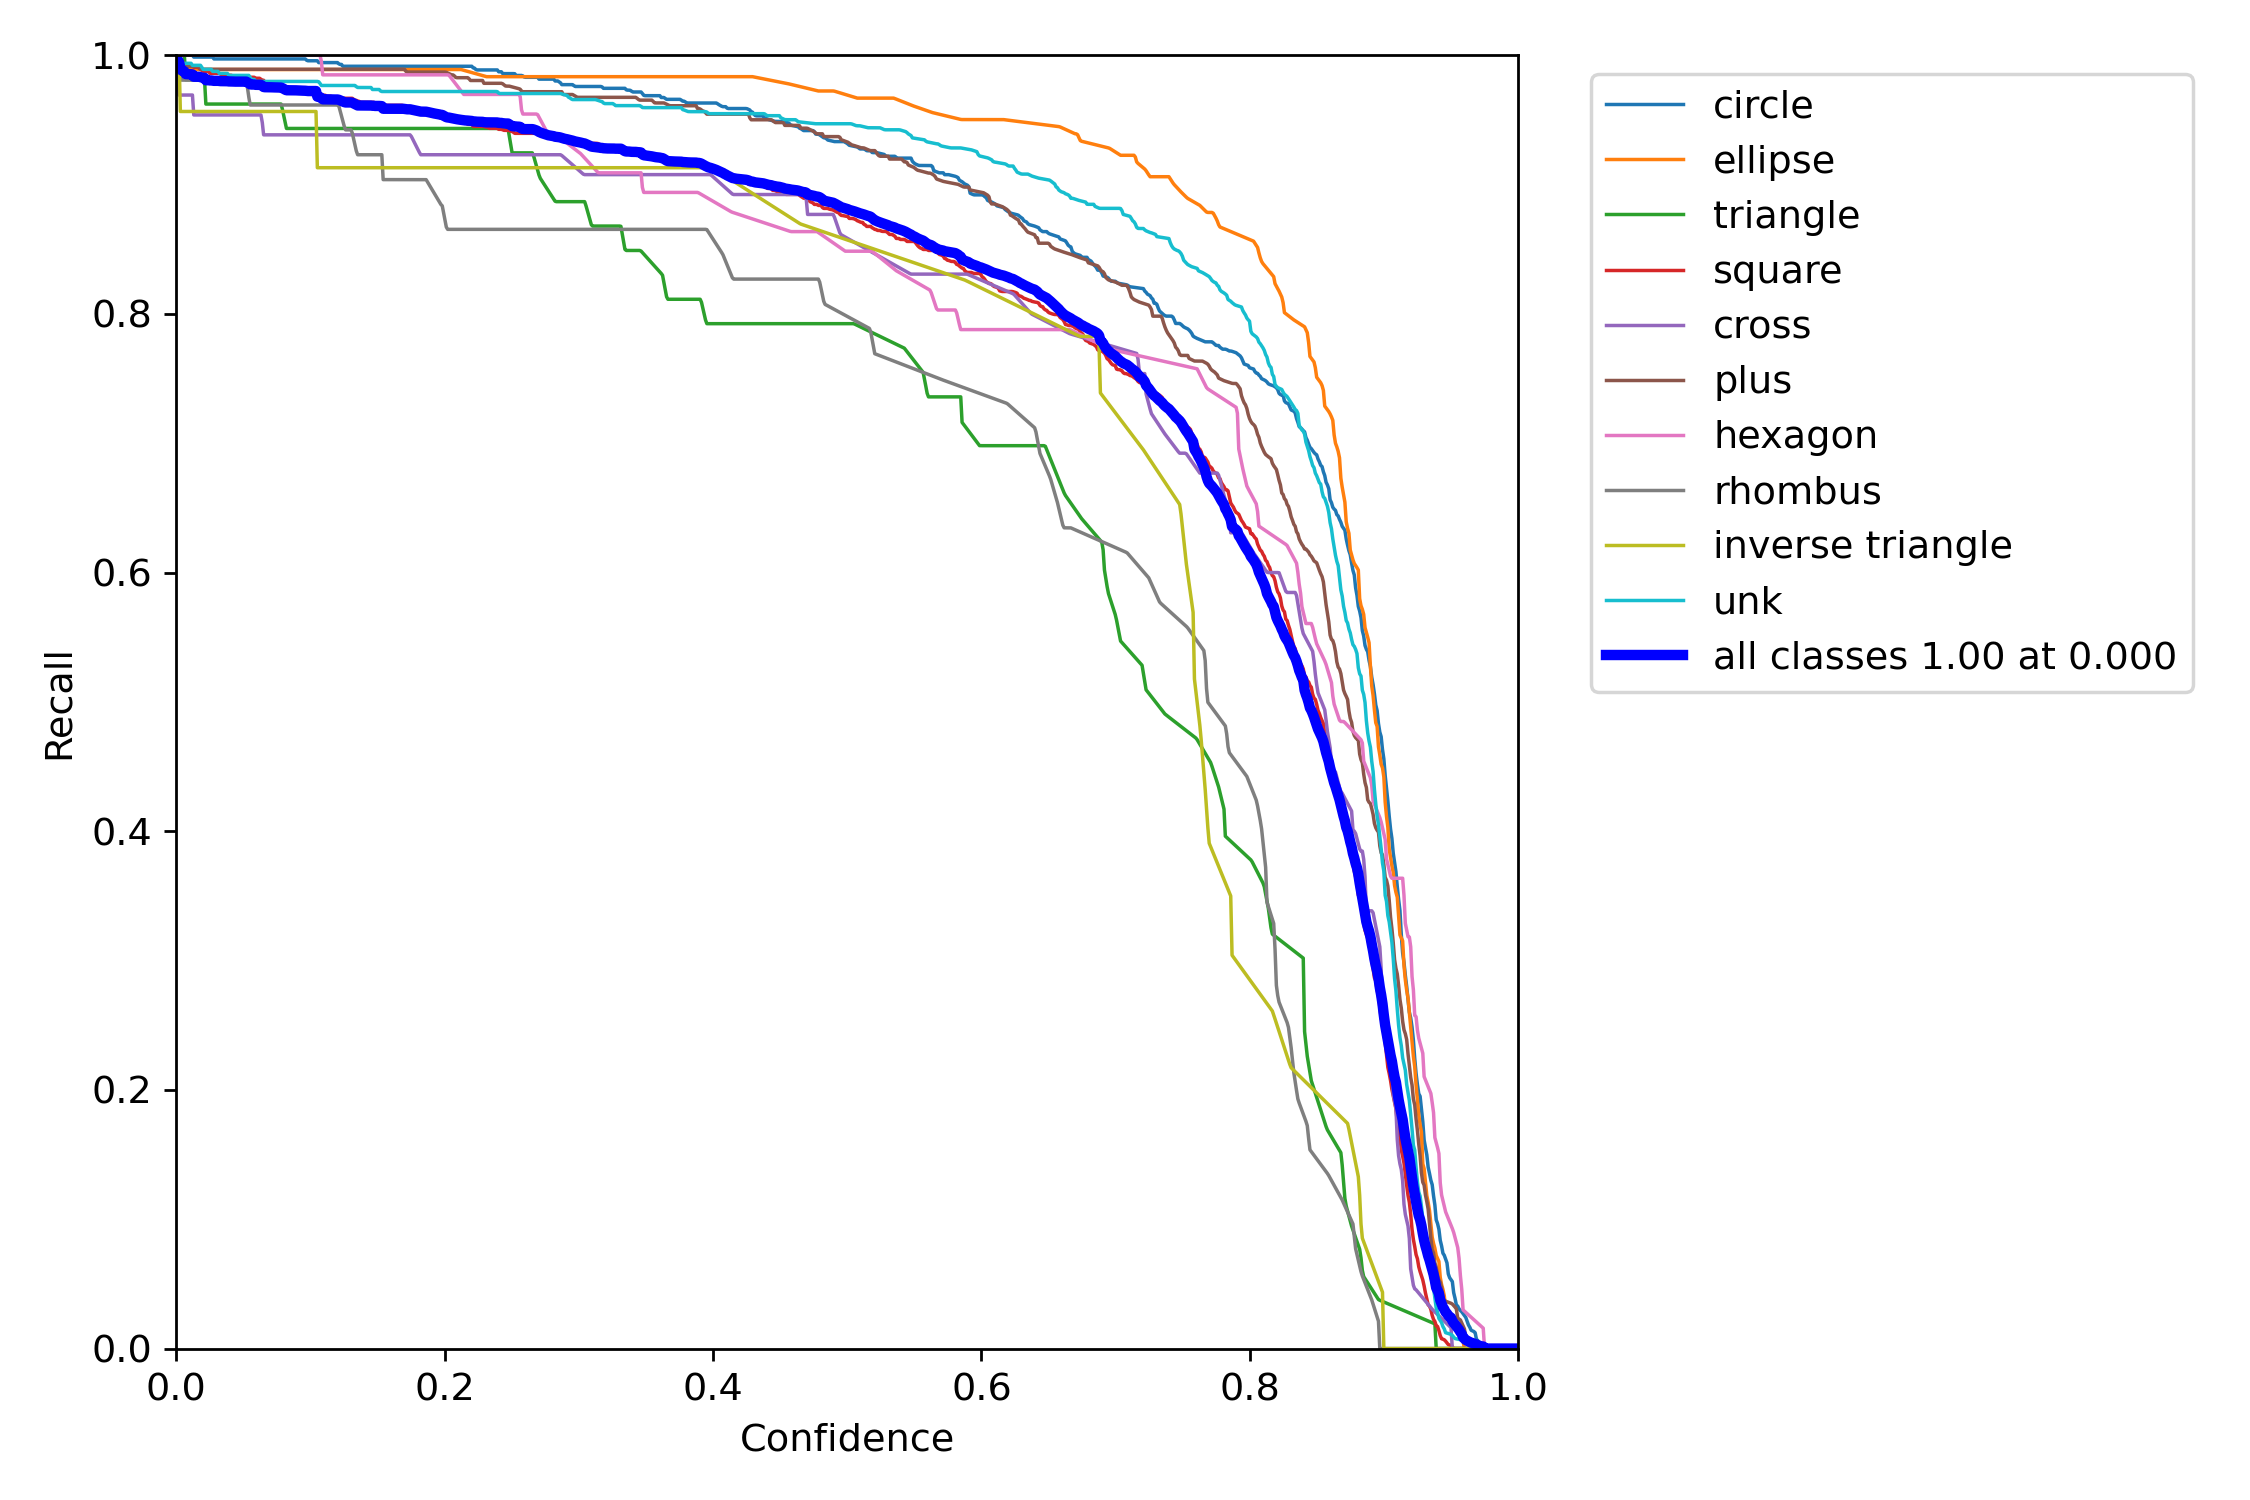 1.0
0.8
0.6
0.4
0.2
0.0
Recall
0.0 0.2 0.4 0.6 0.8 1.0
Confidence
circle
ellipse
triangle
square
cross
plus
hexagon
rhombus
inverse triangle
unk
all classes 1.00 at 0.000